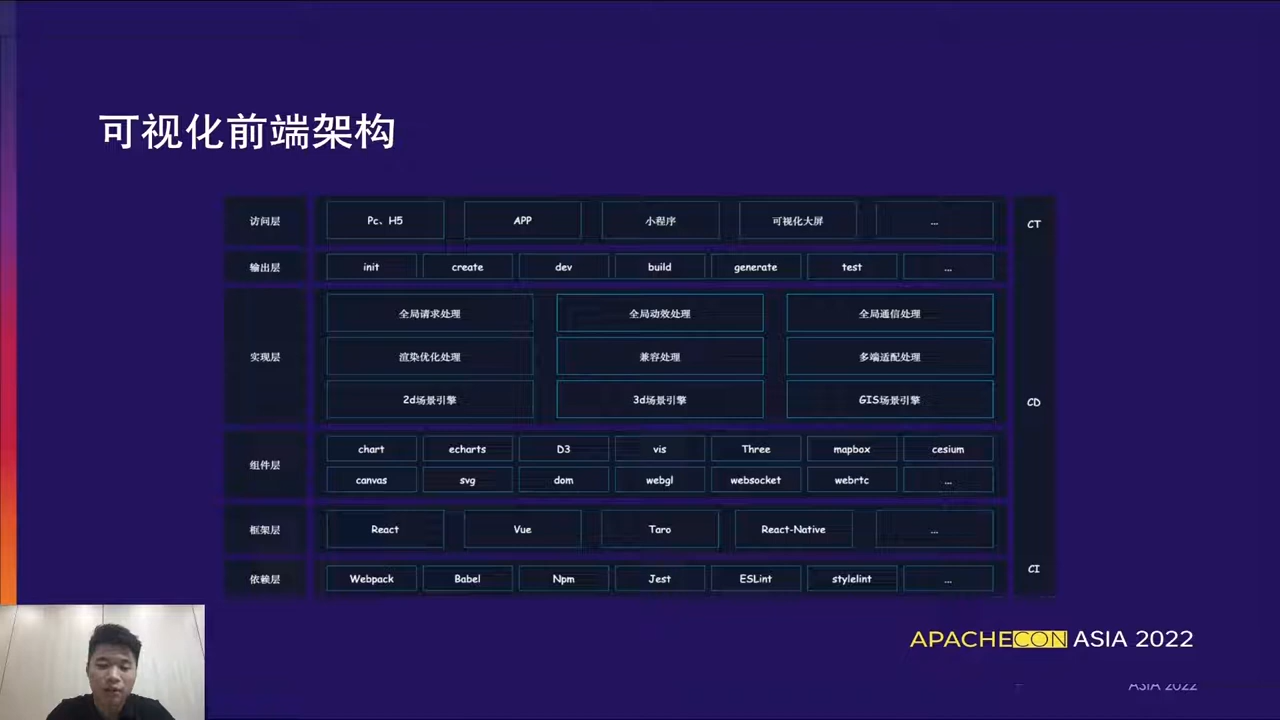 可视化前端架构
访问层 Pc、H5 APP 小程序 可视化大屏 ... CT
输出层 init create dev build generate test ...
全局请求处理 全局动效处理 全局通信处理
实现层 渲染优化处理 兼容处理 多端适配处理
2d场景引擎 3d场景引擎 GIS场景引擎 CD
组件层 chart echarts D3 vis Three mapbox cesium
canvas svg dom webgl websocket webrtc ...
框架层 React Vue Taro React-Native ...
依赖层 Webpack Babel Npm Jest ESLint stylelint ... CI
APACHECON ASIA 2022
ASIA 2022